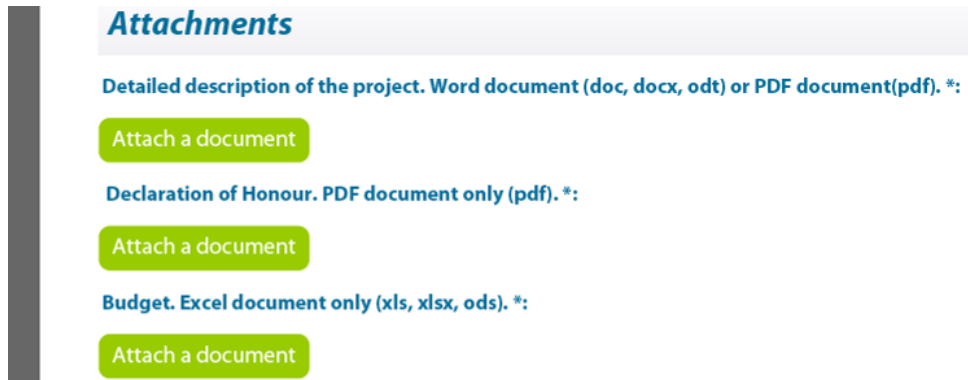 Attachments
Detailed description of the project. Word document (doc, docx, odt) or PDF document(pdf). *:
Attach a document
Declaration of Honour. PDF document only (pdf). *:
Attach a document
Budget. Excel document only (xls, xlsx, ods). *:
Attach a document